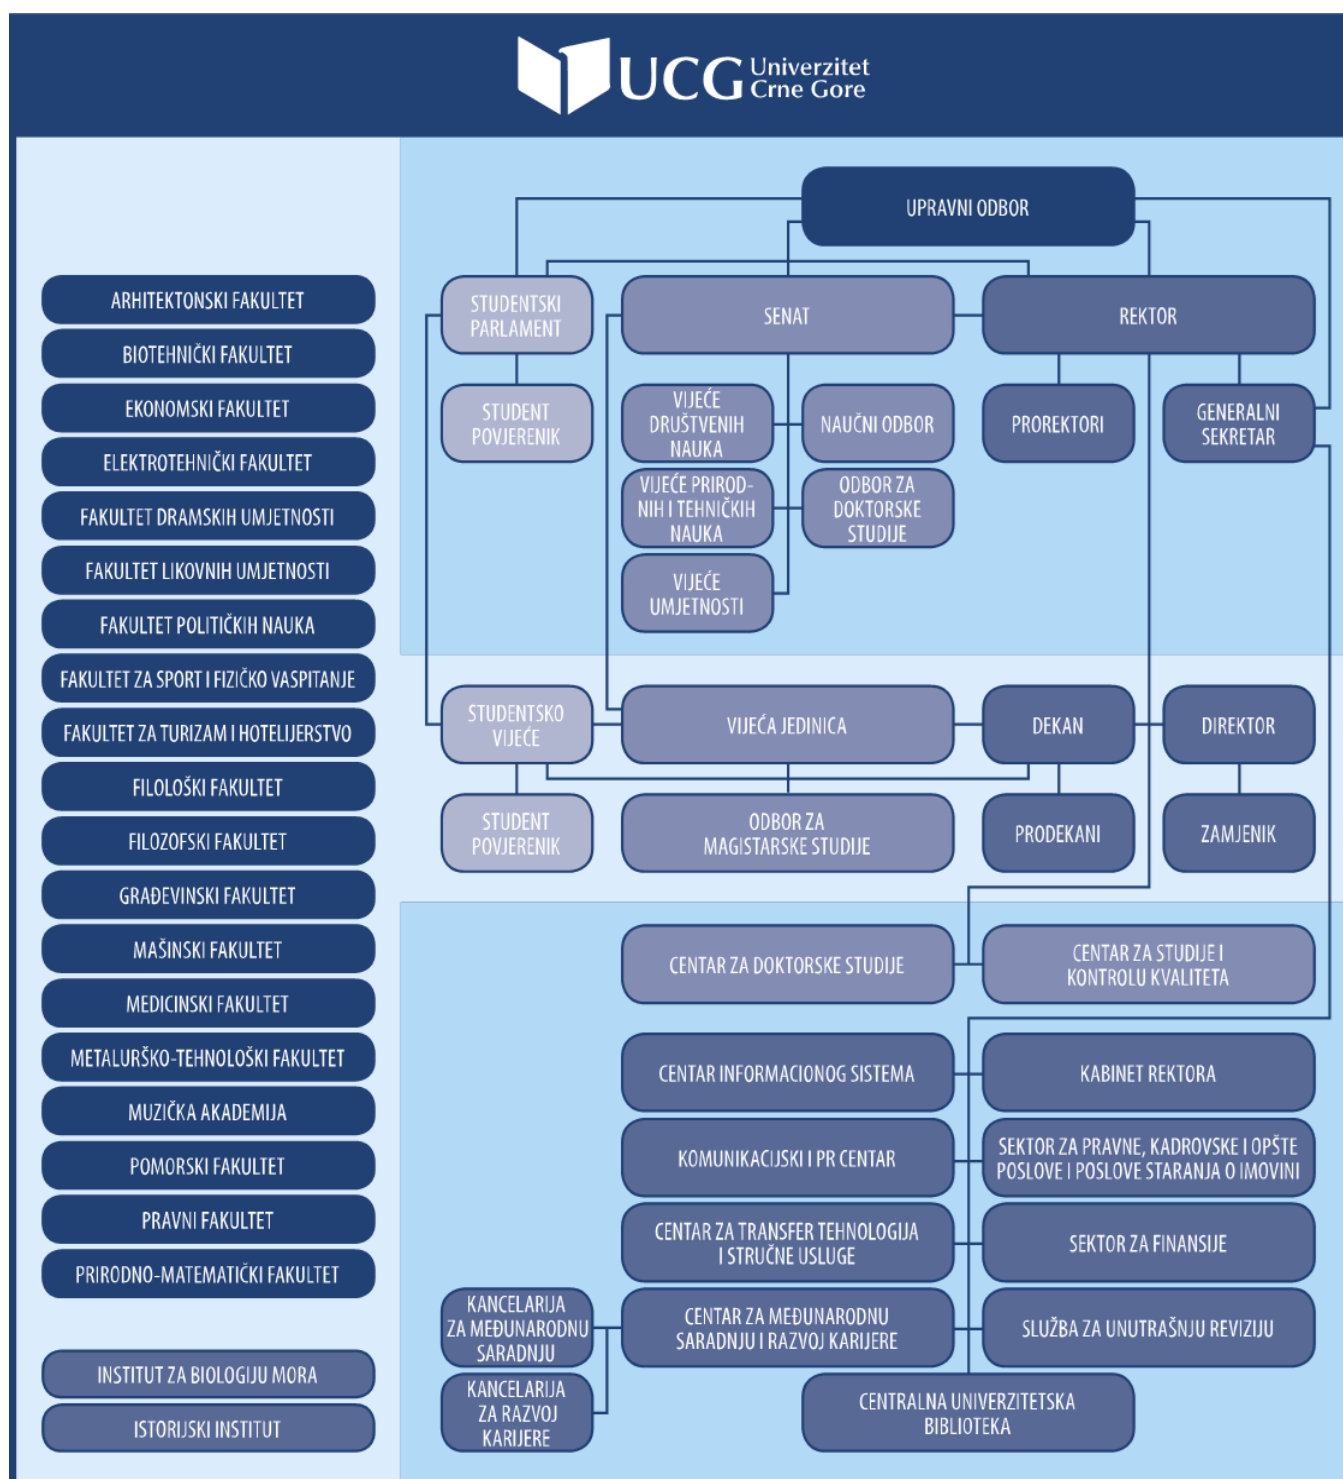 UCG Univerzitet
Crne Gore
ARHITEKTONSKI FAKULTET
BIOTEHNIČKI FAKULTET
EKONOMSKI FAKULTET
ELEKTROTEHNIČKI FAKULTET
FAKULTET DRAMSKIH UMJETNOSTI
FAKULTET LIKOVNIH UMJETNOSTI
FAKULTET POLITIČKIH NAUKA
FAKULTET ZA SPORT I FIZIČKO VASPITANJE
FAKULTET ZA TURIZAM I HOTELIJERSTVO
FILOLOŠKI FAKULTET
FILOZOFSKI FAKULTET
GRAĐEVINSKI FAKULTET
MAŠINSKI FAKULTET
MEDICINSKI FAKULTET
METALURŠKO-TEHNOLOŠKI FAKULTET
MUZIČKA AKADEMIJA
POMORSKI FAKULTET
PRAVNI FAKULTET
PRIRODNO-MATEMATIČKI FAKULTET
INSTITUT ZA BIOLOGIJU MORA
ISTORIJSKI INSTITUT
UPRAVNI ODBOR
STUDENTSKI
PARLAMENT
SENAT
REKTOR
STUDENT
POVJERENIK
VIJEĆE
DRUŠTVENIH
NAUKA
NAUČNI ODBOR
PROREKTORI
GENERALNI
SEKRETAR
VIJEĆE PRIROD-
NIH I TEHNIČKIH
NAUKA
ODBOR ZA
DOKTORSKE
STUDIJE
VIJEĆE
UMJETNOSTI
STUDENTSKO
VIJEĆE
VIJEĆA JEDINICA
DEKAN
DIREKTOR
STUDENT
POVJERENIK
ODBOR ZA
MAGISTARSKE STUDIJE
PRODEKANI
ZAMJENIK
CENTAR ZA DOKTORSKE STUDIJE
CENTAR ZA STUDIJE I
KONTROLU KVALITETA
CENTAR INFORMACIONOG SISTEMA
KABINET REKTORA
KOMUNIKACIJSKI I PR CENTAR
SEKTOR ZA PRAVNE, KADROVSKE I OPŠTE
POSLOVE I POSLOVE STARANJA O IMOVINI
CENTAR ZA TRANSFER TEHNOLOGIJA
I STRUČNE USLUGE
SEKTOR ZA FINANSIJE
KANCELARIJA
ZA MEĐUNARODNU
SARADNJU
CENTAR ZA MEĐUNARODNU
SARADNJU I RAZVOJ KARIJERE
SLUŽBA ZA UNUTRAŠNJU REVIZIJU
KANCELARIJA
ZA RAZVOJ
KARIJERE
CENTRALNA UNIVERZITETSKA
BIBLIOTEKA